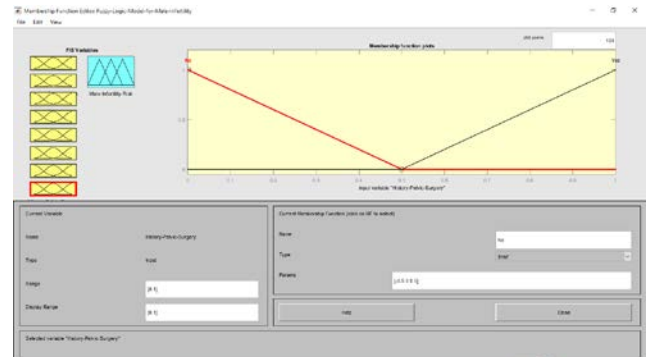 Membership Function Editor: Fuzzy-Logic-Model-for-Male-Infertility
File Edit View
FIS Variables
Membership function plots
plot points:
181
No
Yes
1
0.5
0
0 0.1 0.2 0.3 0.4 0.5 0.6 0.7 0.8 0.9 1
Male-Infertility-Risk
input variable "History-Pelvic-Surgery"
Current Variable
Name
History-Pelvic-Surgery
Type
input
Range
[0 1]
Display Range
[0 1]
Current Membership Function (click on MF to select)
Name
No
Type
trimf
Params
Help
Close
Selected variable "History-Pelvic-Surgery"